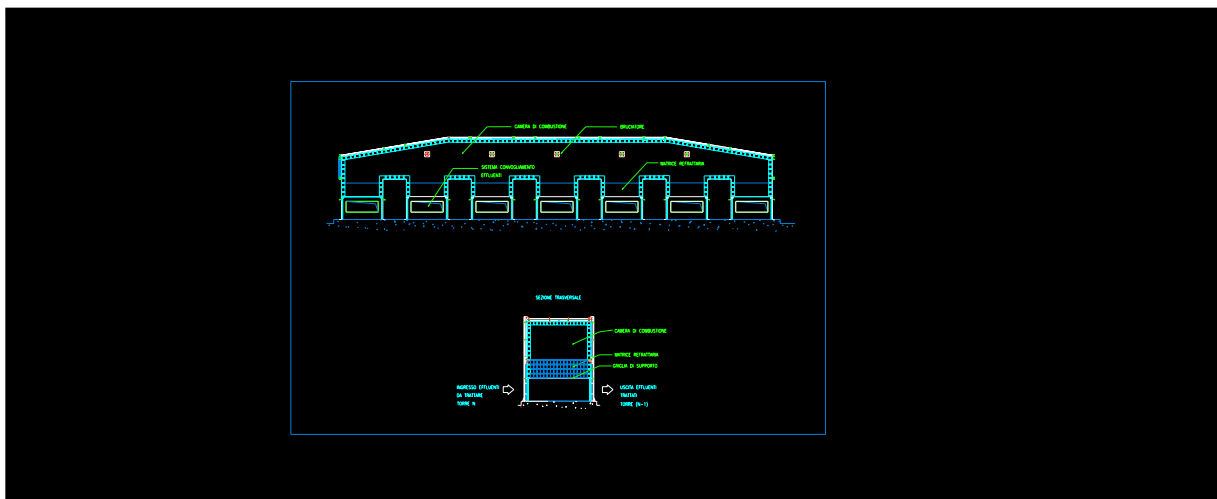 CAMERA DI COMBUSTIONE
BRUCIATORE
SISTEMA CONVOGLIAMENTO
EFFLUENTI
MATRICE REFRATTARIA
SEZIONE TRASVERSALE
CAMERA DI COMBUSTIONE
MATRICE REFRATTARIA
GRIGLIA DI SUPPORTO
INGRESSO EFFLUENTI
DA TRATTARE
TORRE N
USCITA EFFLUENTI
TRATTATI
TORRE (N-1)